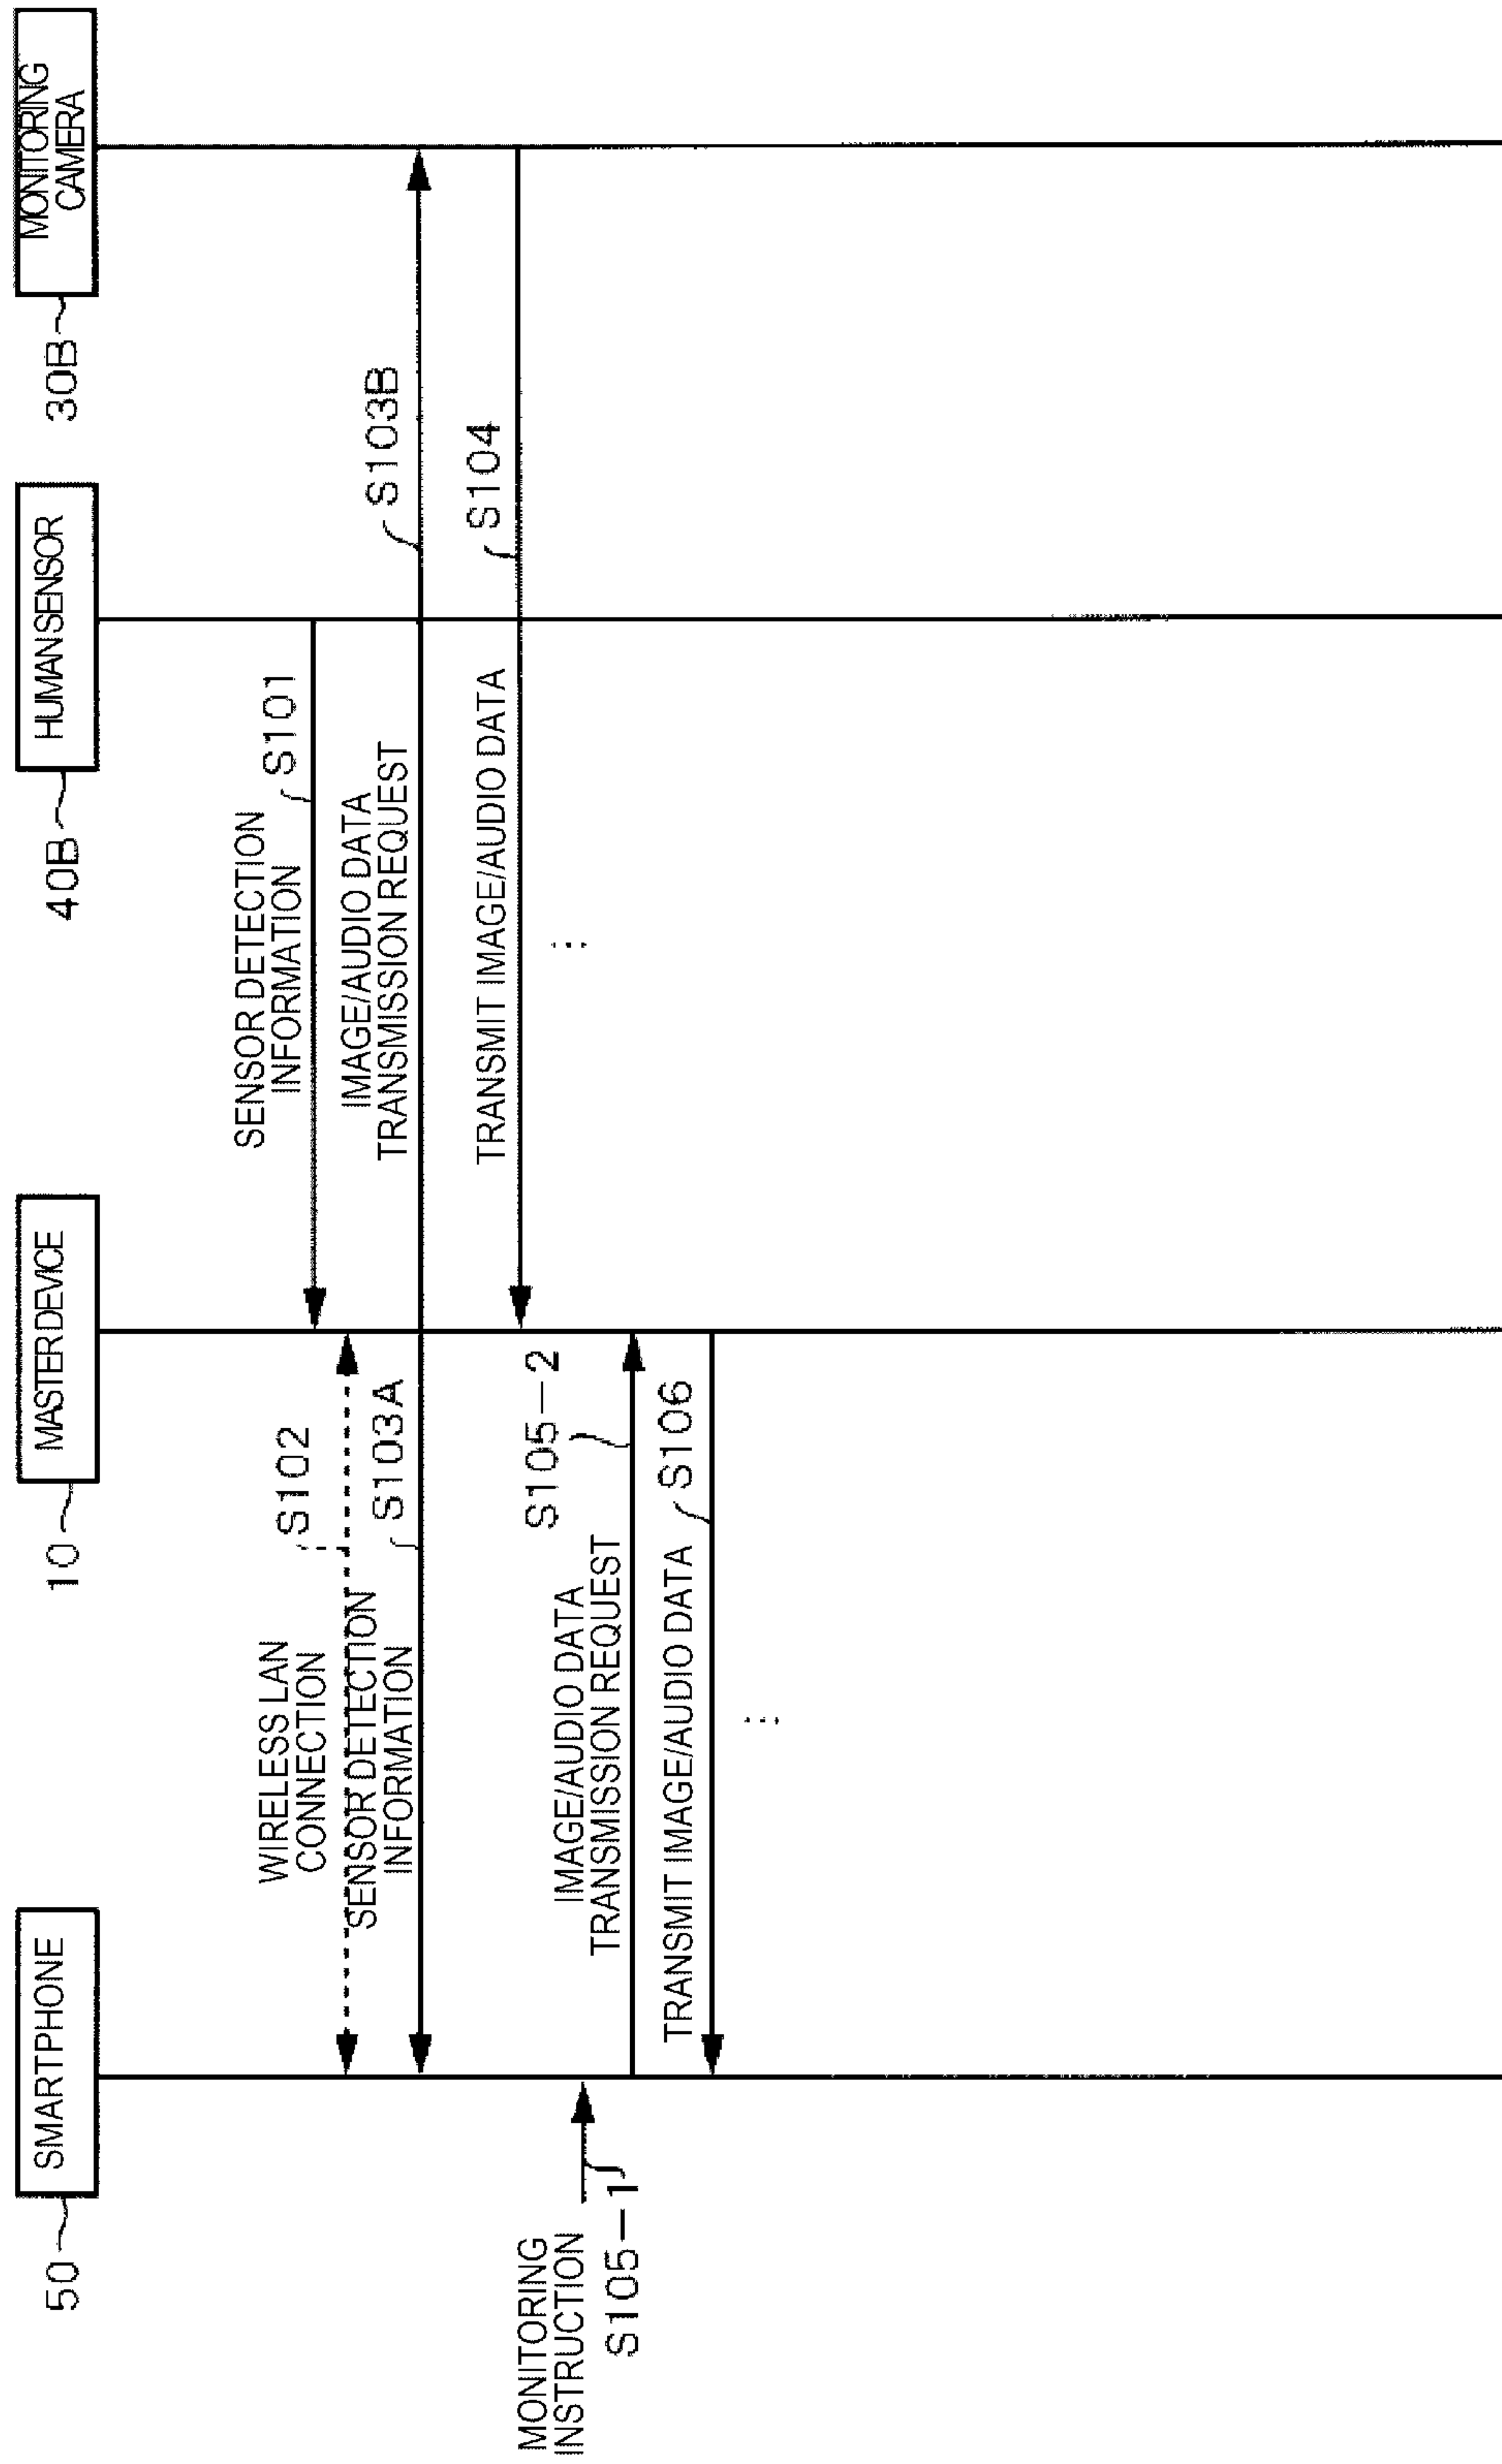 SMARTPHONE
50
MASTER DEVICE
10
HUMAN SENSOR
40B
MONITORING
CAMERA
30B
SENSOR DETECTION
INFORMATION
S101
WIRELESS LAN
CONNECTION
S102
SENSOR DETECTION
INFORMATION
S103A
IMAGE/AUDIO DATA
TRANSMISSION REQUEST
S103B
TRANSMIT IMAGE/AUDIO DATA
S104
MONITORING
INSTRUCTION
S105-1
IMAGE/AUDIO DATA
TRANSMISSION REQUEST
S105-2
TRANSMIT IMAGE/AUDIO DATA
S106